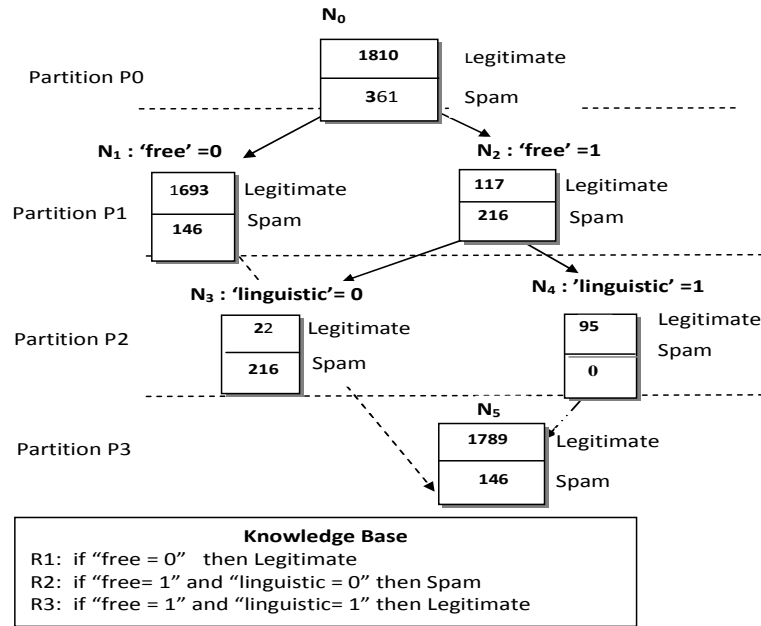 N₀
1810 Legitimate
Partition P0
361 Spam
N₁ : ‘free’ =0
N₂ : ‘free’ =1
1693 Legitimate
117 Legitimate
Partition P1
146 Spam
216 Spam
N₃ : ‘linguistic’= 0
N₄ : ’linguistic’ =1
22 Legitimate
95 Legitimate
Partition P2
216 Spam
0 Spam
N₅
1789 Legitimate
Partition P3
146 Spam
Knowledge Base
R1: if “free = 0” then Legitimate
R2: if “free= 1” and “linguistic = 0” then Spam
R3: if “free = 1” and “linguistic= 1” then Legitimate